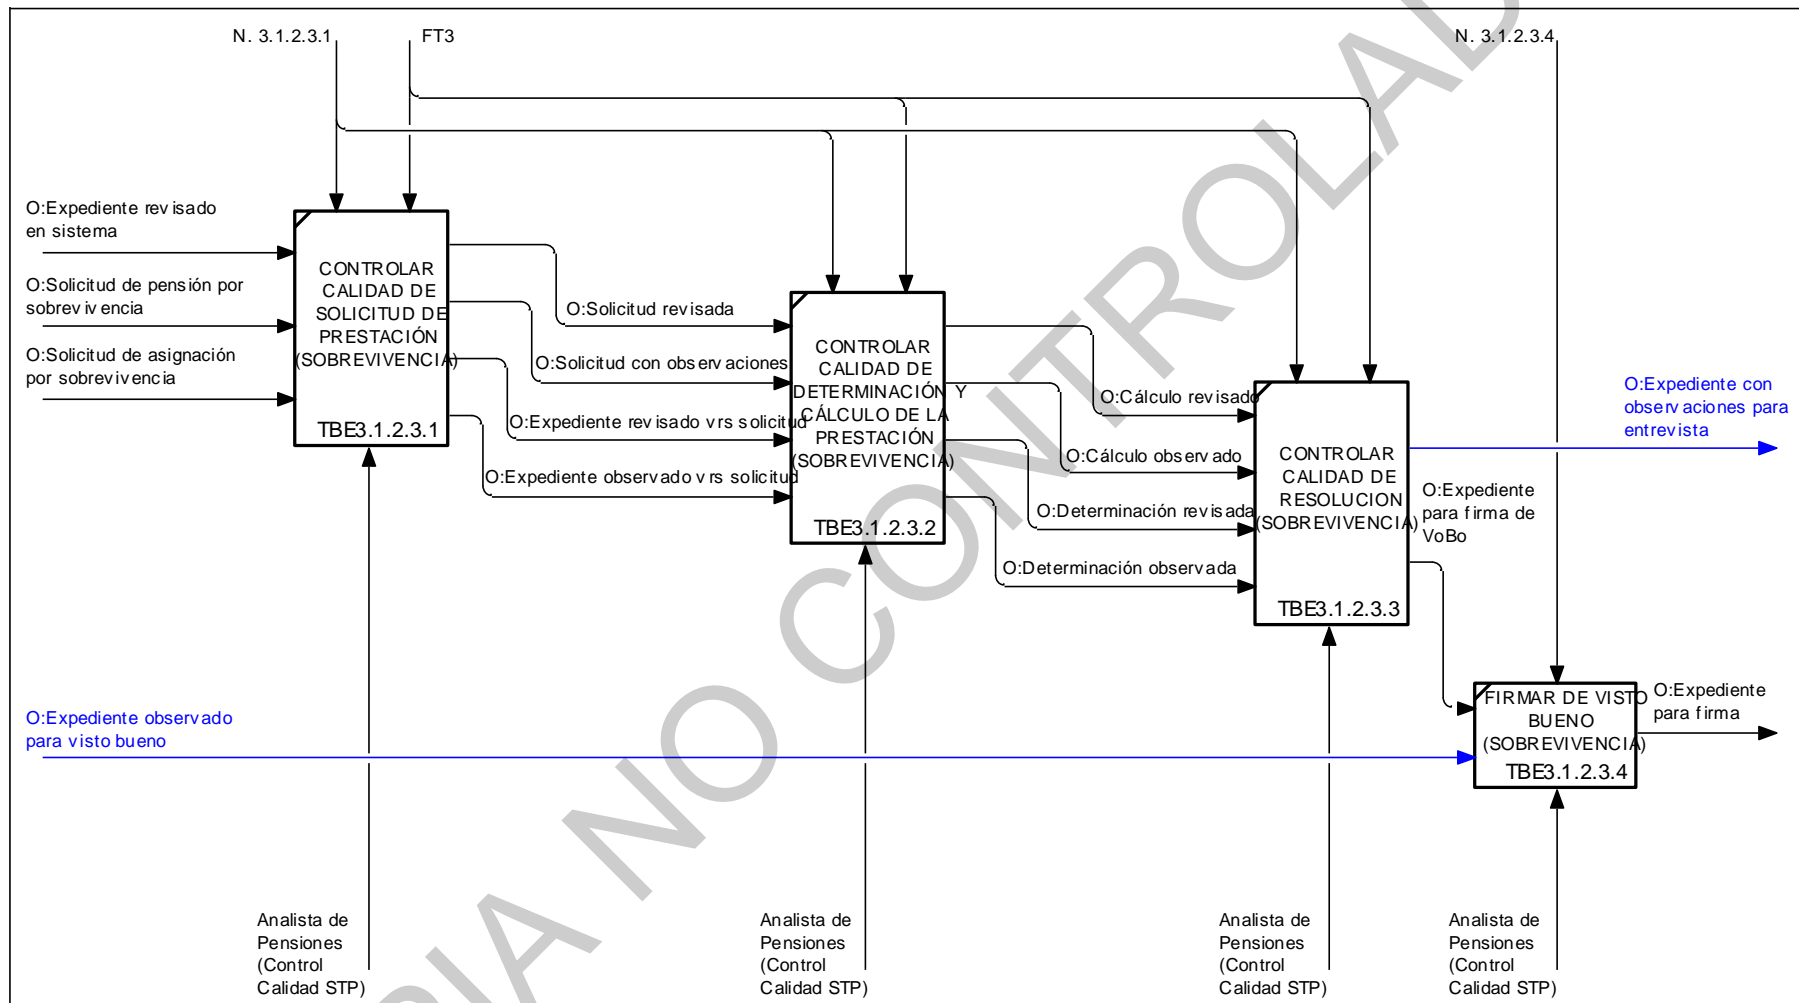 N. 3.1.2.3.1
FT3
N. 3.1.2.3.4
O:Expediente revisado
en sistema
O:Solicitud de pensión por
sobrevivencia
O:Solicitud de asignación
por sobrevivencia
CONTROLAR
CALIDAD DE
SOLICITUD DE
PRESTACIÓN
(SOBREVIVENCIA)
TBE3.1.2.3.1
O:Solicitud revisada
O:Solicitud con observaciones
O:Expediente revisado vrs solicitud
O:Expediente observado vrs solicitud
CONTROLAR
CALIDAD DE
DETERMINACIÓN Y
CÁLCULO DE LA
PRESTACIÓN
(SOBREVIVENCIA)
TBE3.1.2.3.2
O:Cálculo revisado
O:Cálculo observado
O:Determinación revisada
O:Determinación observada
CONTROLAR
CALIDAD DE
RESOLUCION
(SOBREVIVENCIA)
TBE3.1.2.3.3
O:Expediente con
observaciones para
entrevista
O:Expediente
para firma de
VoBo
O:Expediente observado
para visto bueno
FIRMAR DE VISTO
BUENO
(SOBREVIVENCIA)
TBE3.1.2.3.4
O:Expediente
para firma
Analista de
Pensiones
(Control
Calidad STP)
Analista de
Pensiones
(Control
Calidad STP)
Analista de
Pensiones
(Control
Calidad STP)
Analista de
Pensiones
(Control
Calidad STP)
PIA NO CONTROLAD